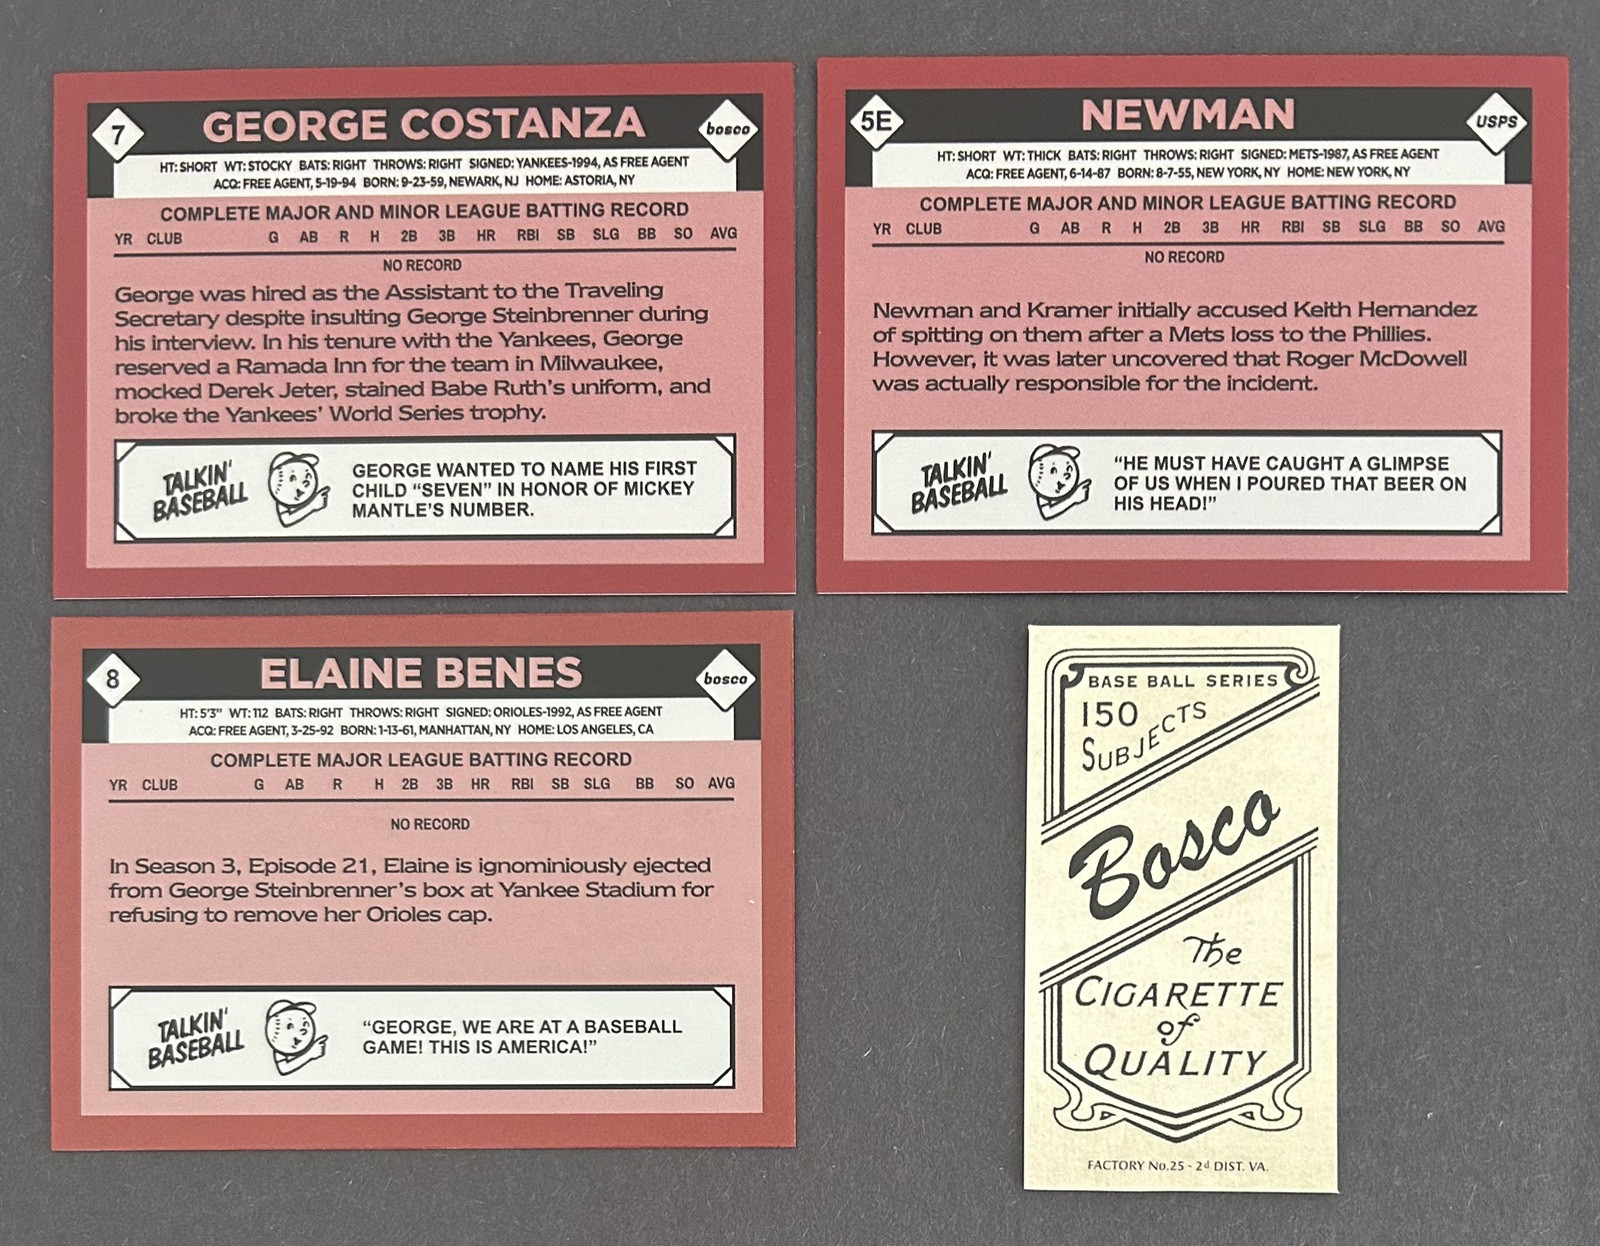 7
GEORGE COSTANZA
bosco
HT: SHORT WT: STOCKY BATS: RIGHT THROWS: RIGHT SIGNED: YANKEES-1994, AS FREE AGENT
ACQ: FREE AGENT, 5-19-94 BORN: 9-23-59, NEWARK, NJ HOME: ASTORIA, NY
COMPLETE MAJOR AND MINOR LEAGUE BATTING RECORD
YR CLUB G AB R H 2B 3B HR RBI SB SLG BB SO AVG
NO RECORD
George was hired as the Assistant to the Traveling
Secretary despite insulting George Steinbrenner during
his interview. In his tenure with the Yankees, George
reserved a Ramada Inn for the team in Milwaukee,
mocked Derek Jeter, stained Babe Ruth's uniform, and
broke the Yankees' World Series trophy.
TALKIN'
BASEBALL
GEORGE WANTED TO NAME HIS FIRST
CHILD "SEVEN" IN HONOR OF MICKEY
MANTLE'S NUMBER.
5E
NEWMAN
USPS
HT: SHORT WT: THICK BATS: RIGHT THROWS: RIGHT SIGNED: METS-1987, AS FREE AGENT
ACQ: FREE AGENT, 6-14-87 BORN: 8-7-55, NEW YORK, NY HOME: NEW YORK, NY
COMPLETE MAJOR AND MINOR LEAGUE BATTING RECORD
YR CLUB G AB R H 2B 3B HR RBI SB SLG BB SO AVG
NO RECORD
Newman and Kramer initially accused Keith Hernandez
of spitting on them after a Mets loss to the Phillies.
However, it was later uncovered that Roger McDowell
was actually responsible for the incident.
TALKIN'
BASEBALL
"HE MUST HAVE CAUGHT A GLIMPSE
OF US WHEN I POURED THAT BEER ON
HIS HEAD!"
8
ELAINE BENES
bosco
HT: 5'3" WT: 112 BATS: RIGHT THROWS: RIGHT SIGNED: ORIOLES-1992, AS FREE AGENT
ACQ: FREE AGENT, 3-25-92 BORN: 1-13-61, MANHATTAN, NY HOME: LOS ANGELES, CA
COMPLETE MAJOR LEAGUE BATTING RECORD
YR CLUB G AB R H 2B 3B HR RBI SB SLG BB SO AVG
NO RECORD
In Season 3, Episode 21, Elaine is ignominiously ejected
from George Steinbrenner's box at Yankee Stadium for
refusing to remove her Orioles cap.
TALKIN'
BASEBALL
"GEORGE, WE ARE AT A BASEBALL
GAME! THIS IS AMERICA!"
BASE BALL SERIES
150
SUBJECTS
Bosco
The
CIGARETTE
of
QUALITY
FACTORY No.25 - 2d DIST. VA.